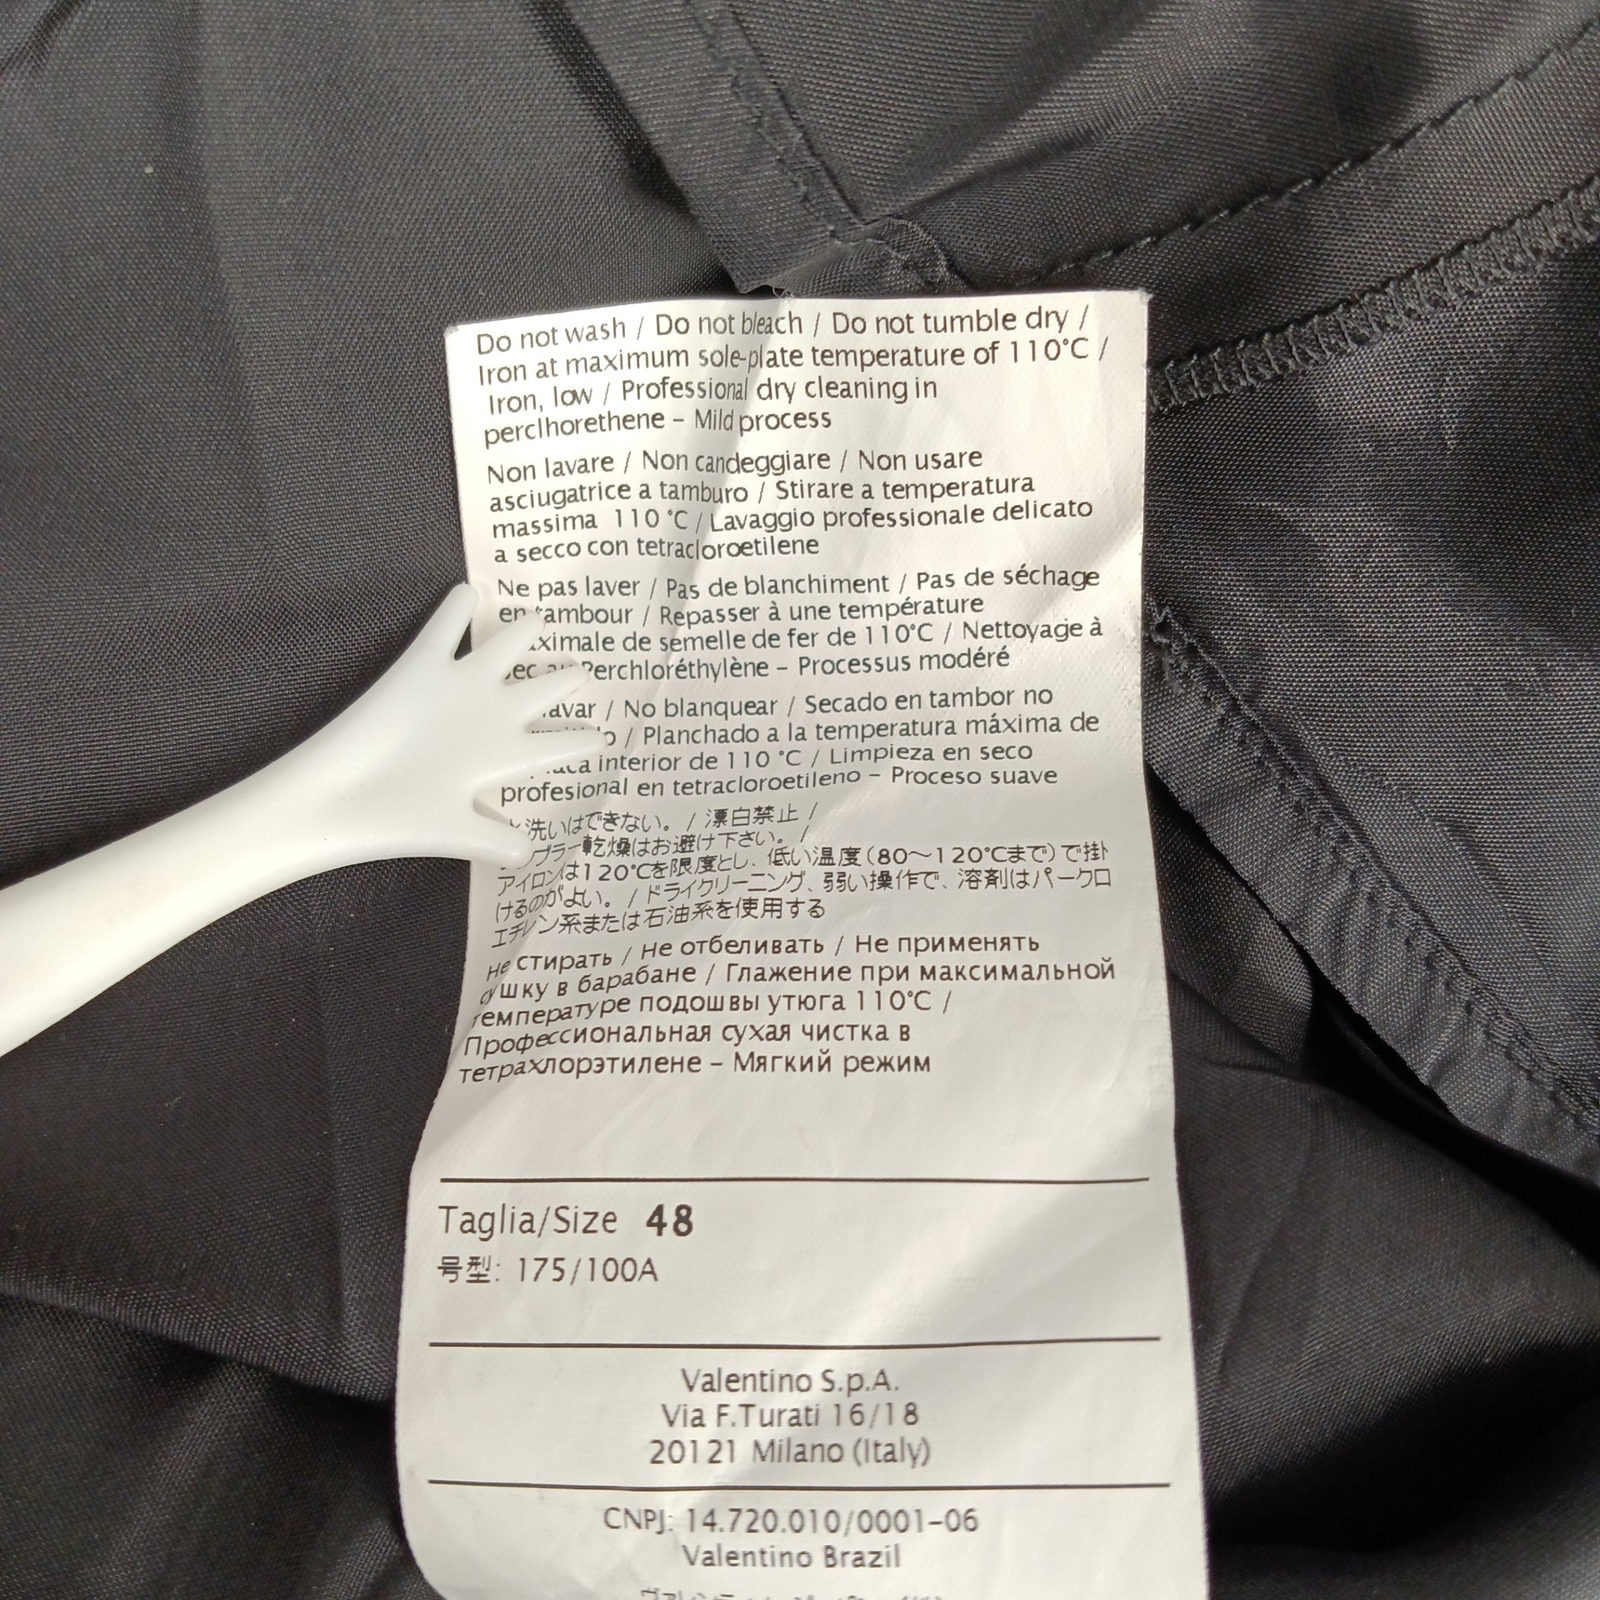 Do not wash / Do not bleach / Do not tumble dry /
Iron at maximum sole-plate temperature of 110°C /
Iron, low / Professional dry cleaning in
perclhorethene - Mild process
Non lavare / Non candeggiare / Non usare
asciugatrice a tamburo / Stirare a temperatura
massima 110 °C / Lavaggio professionale delicato
a secco con tetracloroetilene
Ne pas laver / Pas de blanchiment / Pas de séchage
en tambour / Repasser à une température
de semelle de fer de 110°C / Nettoyage à
Perchloréthylène - Processus modéré
/ No blanquear / Secado en tambor no
/ Planchado a la temperatura máxima de
interior de 110 °C / Limpieza en seco
profesional en tetracloroetileno - Proceso suave
洗いはできない。 / 漂白禁止 /
乾燥はお避け下さい。 /
アイロンは120°Cを限度とし、低い温度(80～120°Cまで)で掛
けるのがよい。 / ドライクリーニング、弱い操作で、溶剤はパークロ
エチレン系または石油系を使用する
Не стирать / Не отбеливать / Не применять
сушку в барабане / Глажение при максимальной
температуре подошвы утюга 110°C /
Профессиональная сухая чистка в
тетрахлорэтилене - Мягкий режим
Taglia/Size 48
号型: 175/100A
Valentino S.p.A.
Via F.Turati 16/18
20121 Milano (Italy)
CNPJ: 14.720.010/0001-06
Valentino Brazil